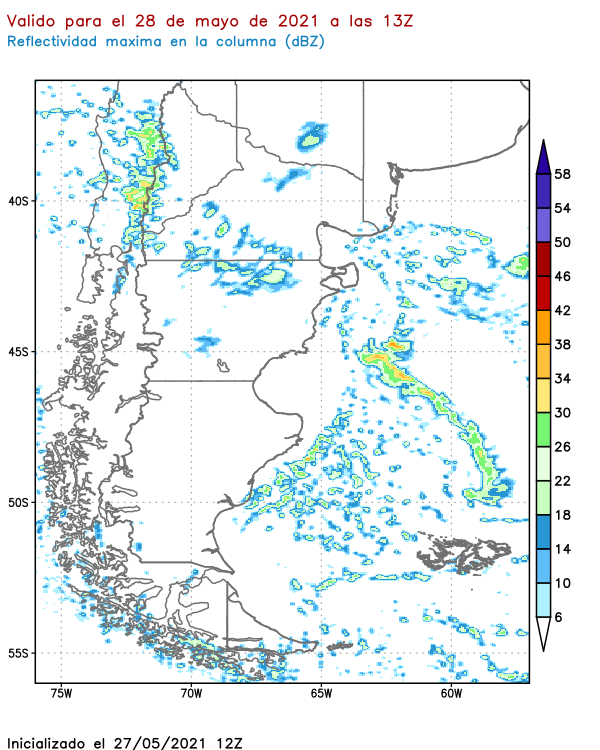 Valido para el 28 de mayo de 2021 a las 13Z
Reflectividad maxima en la columna (dBZ)
58
54
50
46
42
38
34
30
26
22
18
14
10
6
40S
45S
50S
55S
75W
70W
65W
60W
Inicializado el 27/05/2021 12Z